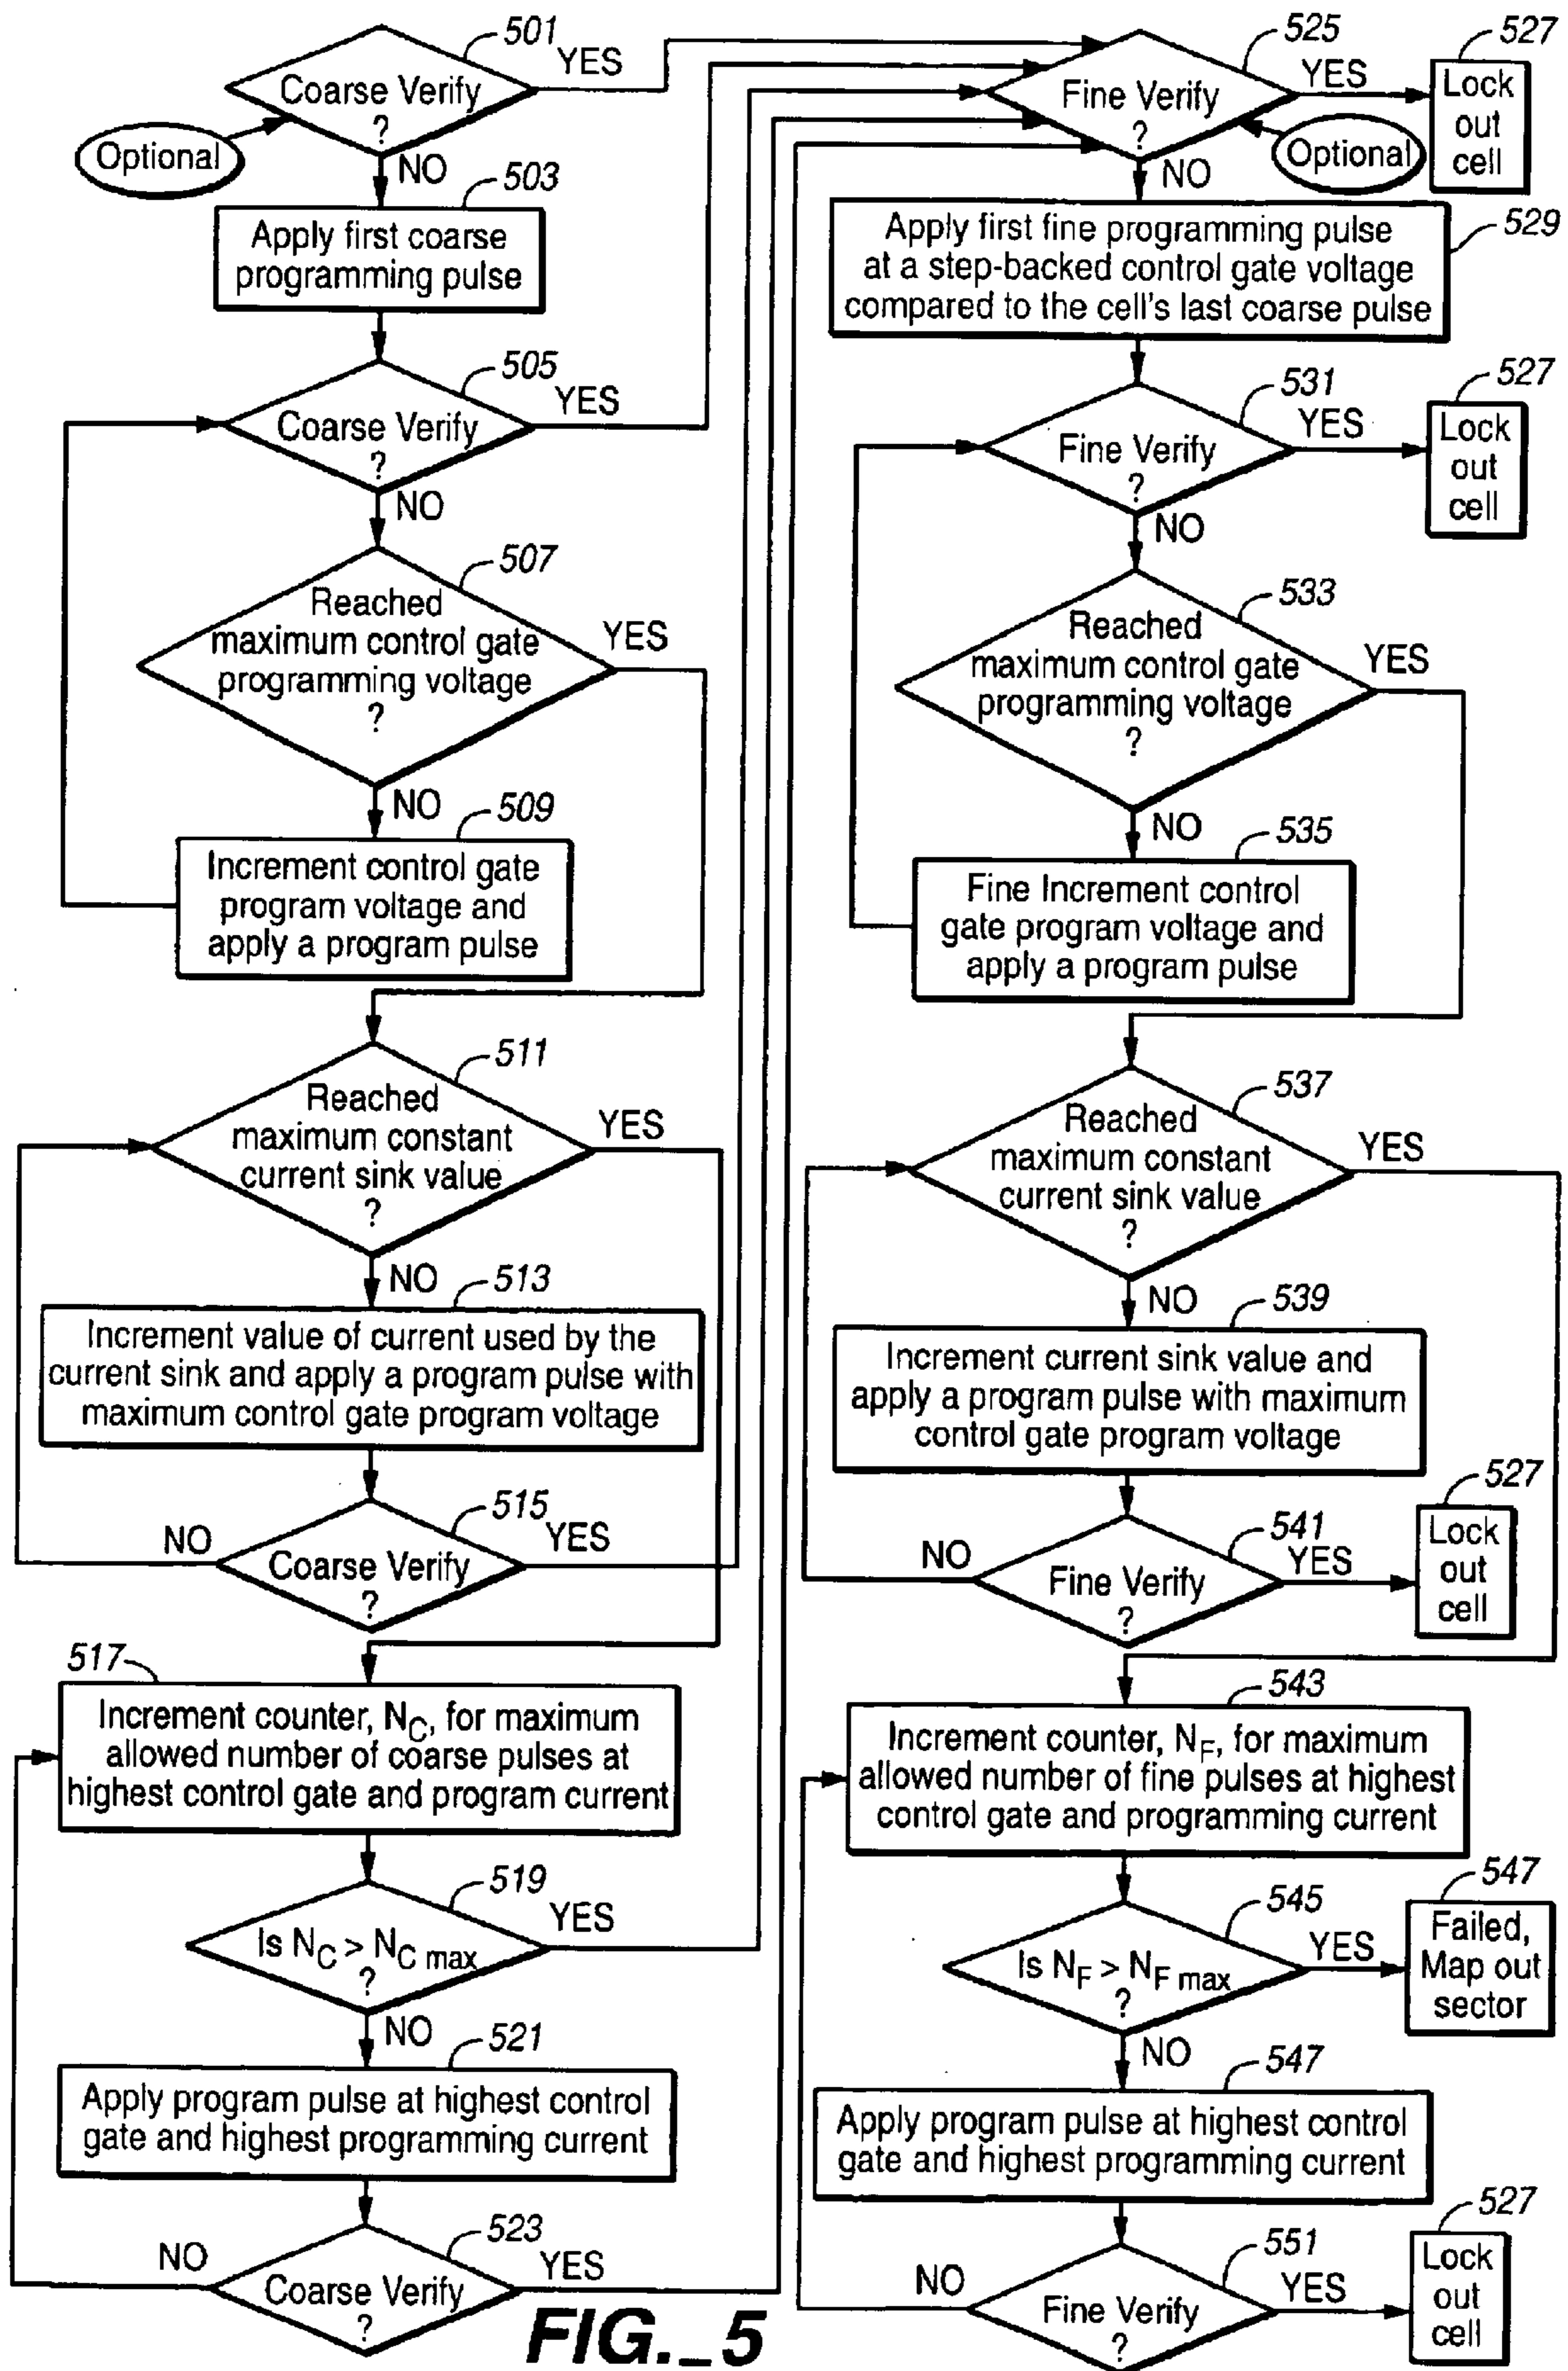 501
Coarse Verify
?
YES
Optional
NO
503
Apply first coarse
programming pulse
505
Coarse Verify
?
YES
NO
507
Reached
maximum control gate
programming voltage
?
YES
NO
509
Increment control gate
program voltage and
apply a program pulse
511
Reached
maximum constant
current sink value
?
YES
NO
513
Increment value of current used by the
current sink and apply a program pulse with
maximum control gate program voltage
515
NO
Coarse Verify
?
YES
517
Increment counter, NC, for maximum
allowed number of coarse pulses at
highest control gate and program current
519
Is NC > NC max
?
YES
NO
521
Apply program pulse at highest control
gate and highest programming current
523
NO
Coarse Verify
?
YES
525
Fine Verify
?
YES
527
Lock
out
cell
Optional
NO
529
Apply first fine programming pulse
at a step-backed control gate voltage
compared to the cell's last coarse pulse
531
Fine Verify
?
YES
527
Lock
out
cell
NO
533
Reached
maximum control gate
programming voltage
?
YES
NO
535
Fine Increment control
gate program voltage and
apply a program pulse
537
Reached
maximum constant
current sink value
?
YES
NO
539
Increment current sink value and
apply a program pulse with maximum
control gate program voltage
541
NO
Fine Verify
?
YES
527
Lock
out
cell
543
Increment counter, NF, for maximum
allowed number of fine pulses at highest
control gate and programming current
545
Is NF > NF max
?
YES
547
Failed,
Map out
sector
NO
547
Apply program pulse at highest control
gate and highest programming current
551
NO
Fine Verify
?
YES
527
Lock
out
cell
FIG._5